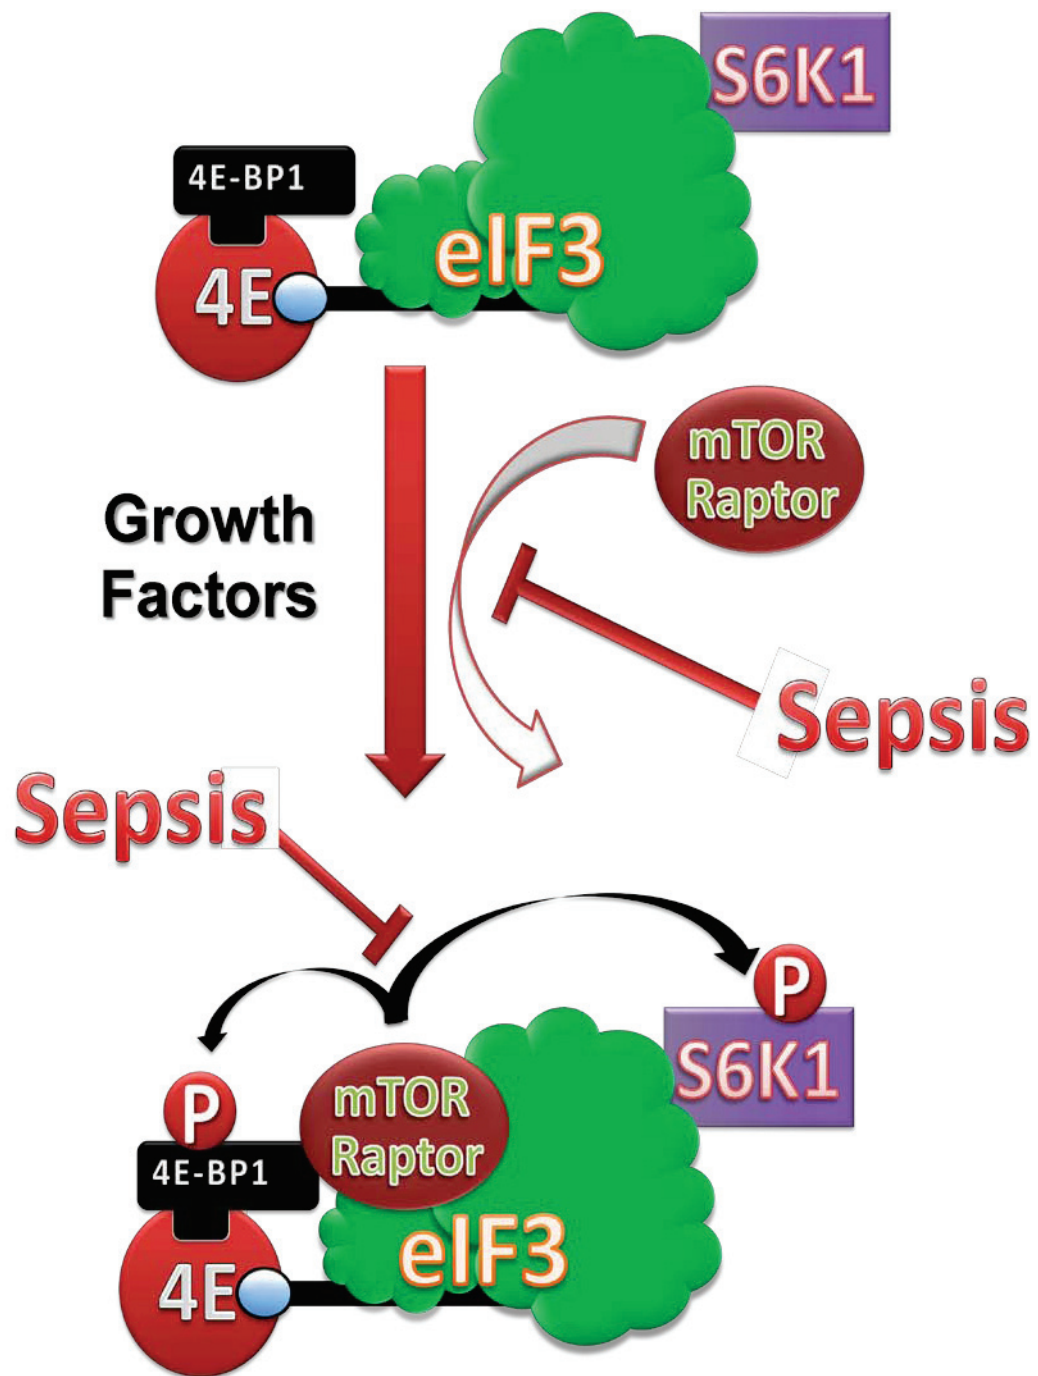 S6K1
4E-BP1
eIF3
4E
mTOR
Raptor
Growth
Factors
Sepsis
Sepsis
P
P
S6K1
mTOR
Raptor
4E-BP1
eIF3
4E